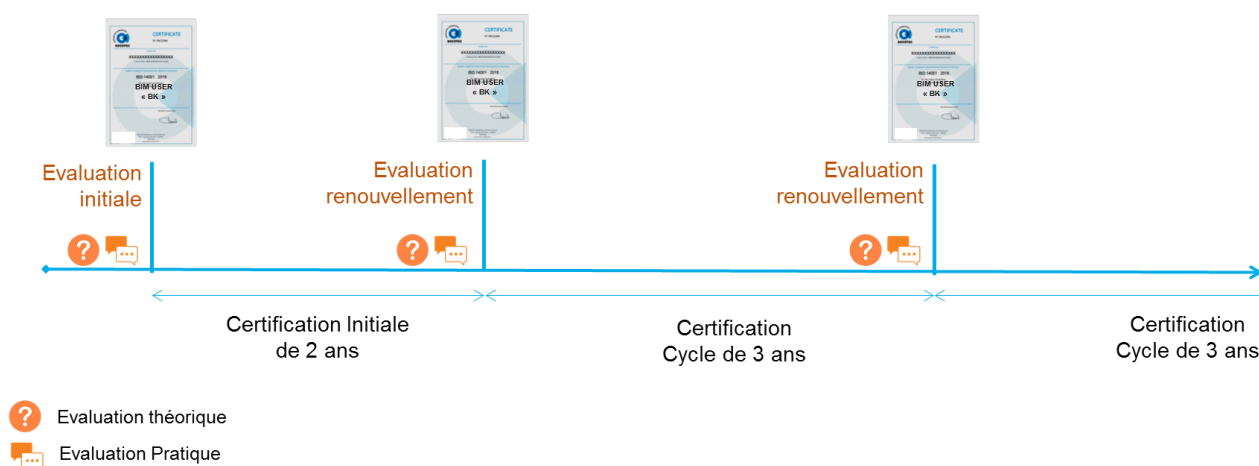 CERTIFICATE
ISO 14001 : 2015
BIM USER
« BK »
CERTIFICATE
ISO 14001 : 2015
BIM USER
« BK »
CERTIFICATE
ISO 14001 : 2015
BIM USER
« BK »
Evaluation
initiale
Evaluation
renouvellement
Evaluation
renouvellement
Certification Initiale
de 2 ans
Certification
Cycle de 3 ans
Certification
Cycle de 3 ans
Evaluation théorique
Evaluation Pratique